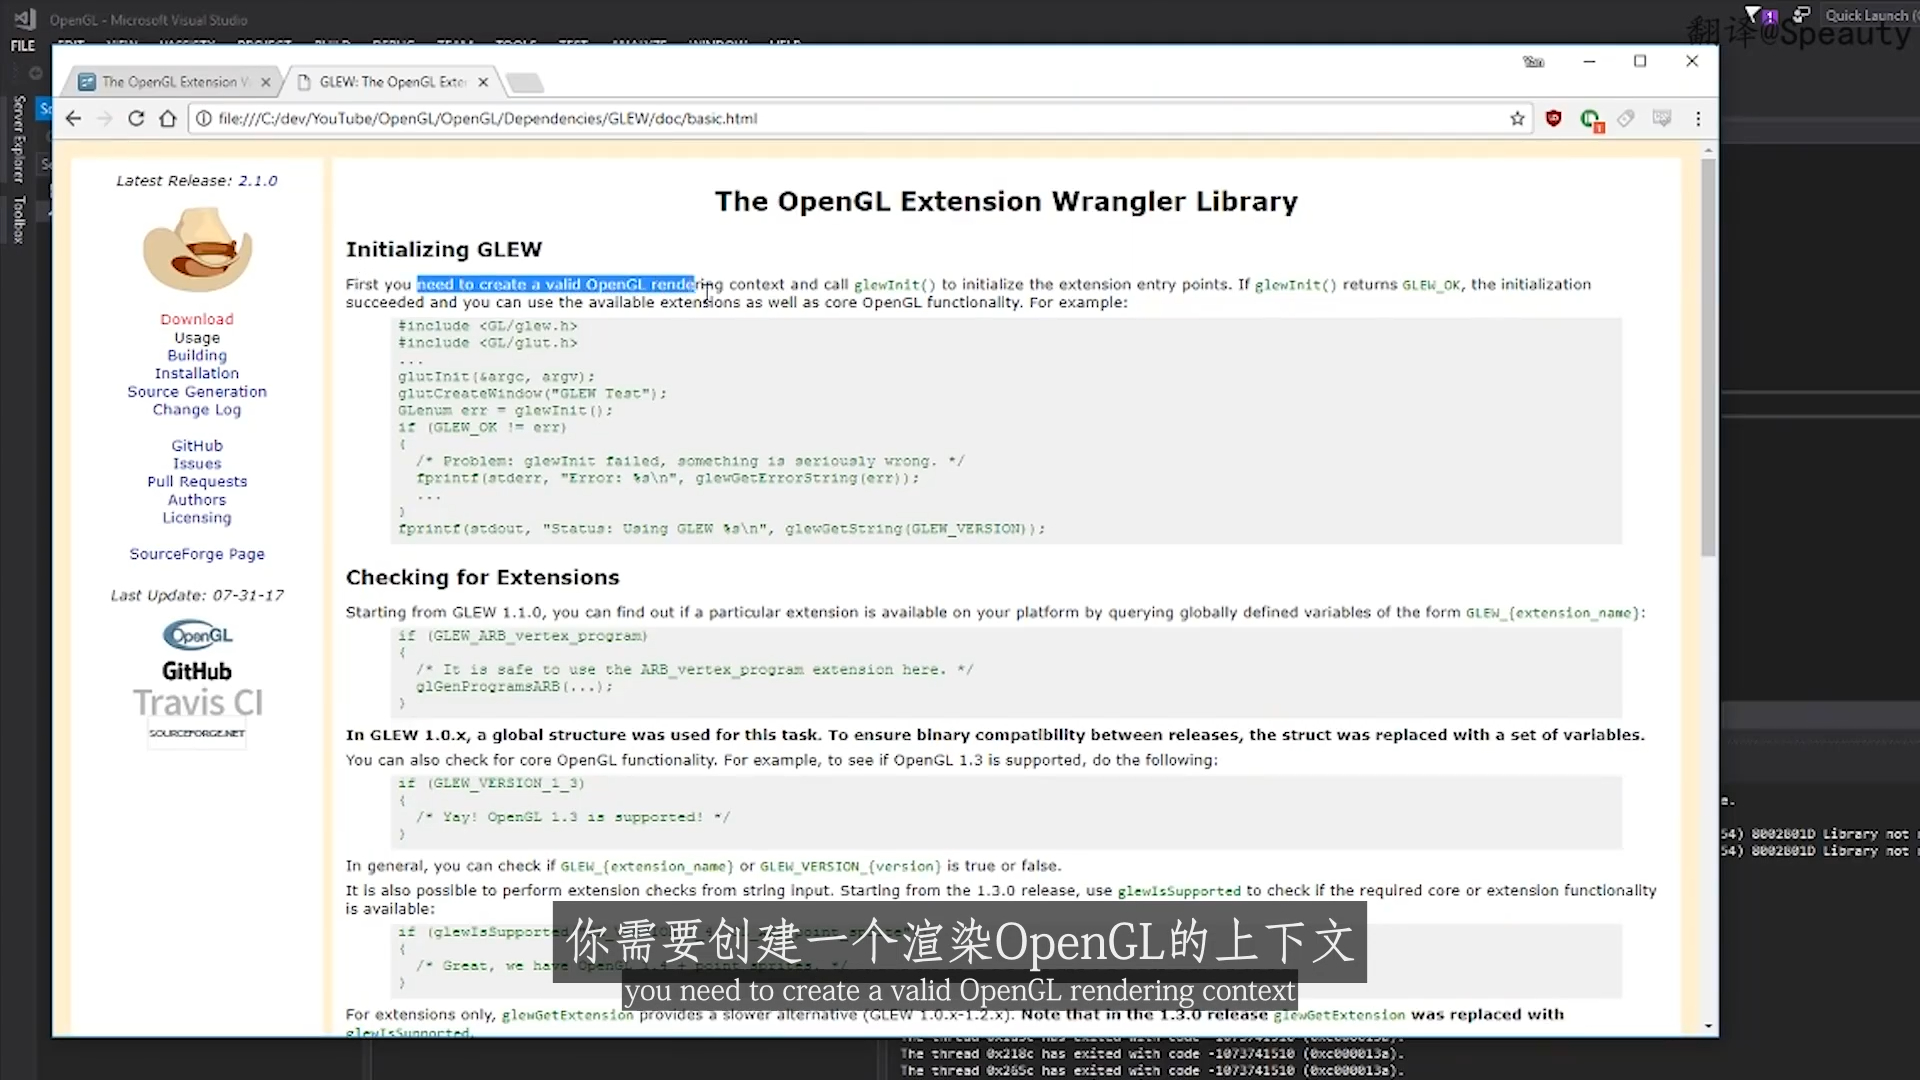 OpenGL - Microsoft Visual Studio
Quick Launch
翻译@Speauty
FILE
The OpenGL Extension
GLEW: The OpenGL Exte
file:///C:/dev/YouTube/OpenGL/OpenGL/Dependencies/GLEW/doc/basic.html
Server Explorer
Toolbox
Latest Release: 2.1.0
Download
Usage
Building
Installation
Source Generation
Change Log
GitHub
Issues
Pull Requests
Authors
Licensing
SourceForge Page
Last Update: 07-31-17
OpenGL
GitHub
Travis CI
SOURCEFORGE.NET
The OpenGL Extension Wrangler Library
Initializing GLEW
First you need to create a valid OpenGL rendering context and call glewInit() to initialize the extension entry points. If glewInit() returns GLEW_OK, the initialization
succeeded and you can use the available extensions as well as core OpenGL functionality. For example:
#include <GL/glew.h>
#include <GL/glut.h>
...
glutInit(&argc, argv);
glutCreateWindow("GLEW Test");
GLenum err = glewInit();
if (GLEW_OK != err)
{
/* Problem: glewInit failed, something is seriously wrong. */
fprintf(stderr, "Error: %s\n", glewGetErrorString(err));
...
}
fprintf(stdout, "Status: Using GLEW %s\n", glewGetString(GLEW_VERSION));
Checking for Extensions
Starting from GLEW 1.1.0, you can find out if a particular extension is available on your platform by querying globally defined variables of the form GLEW_{extension_name}:
if (GLEW_ARB_vertex_program)
{
/* It is safe to use the ARB_vertex_program extension here. */
glGenProgramsARB(...);
}
In GLEW 1.0.x, a global structure was used for this task. To ensure binary compatibility between releases, the struct was replaced with a set of variables.
You can also check for core OpenGL functionality. For example, to see if OpenGL 1.3 is supported, do the following:
if (GLEW_VERSION_1_3)
{
/* Yay! OpenGL 1.3 is supported! */
}
In general, you can check if GLEW_{extension_name} or GLEW_VERSION_{version} is true or false.
It is also possible to perform extension checks from string input. Starting from the 1.3.0 release, use glewIsSupported to check if the required core or extension functionality
is available:
if (glewIsSupported
{
/* Great, we have OpenGL 1.4 + point sprites. */
}
你需要创建一个渲染OpenGL的上下文
you need to create a valid OpenGL rendering context
For extensions only, glewGetExtension provides a slower alternative (GLEW 1.0.x-1.2.x). Note that in the 1.3.0 release glewGetExtension was replaced with
glewIsSupported.
54) 8002801D Library not
54) 8002801D Library not
The thread 0x218c has exited with code -1073741510 (0xc000013a).
The thread 0x265c has exited with code -1073741510 (0xc000013a).